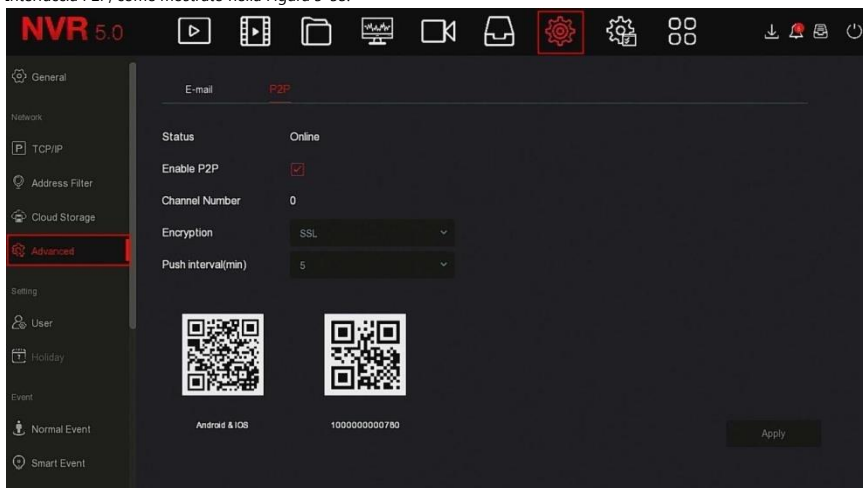 NVR 5.0
General
E-mail P2P
Network
Status Online
TCP/IP
Enable P2P
Address Filter
Channel Number 0
Cloud Storage
Encryption SSL
Advanced
Push interval(min) 5
Setting
User
Holiday
Event
Android & IOS 1000000000780
Normal Event
Apply
Smart Event